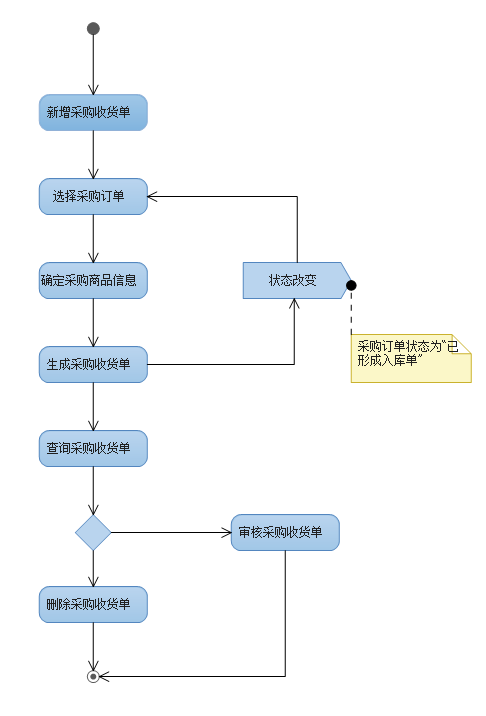 新增采购收货单
选择采购订单
确定采购商品信息
状态改变
采购订单状态为“已
形成入库单”
生成采购收货单
查询采购收货单
审核采购收货单
删除采购收货单